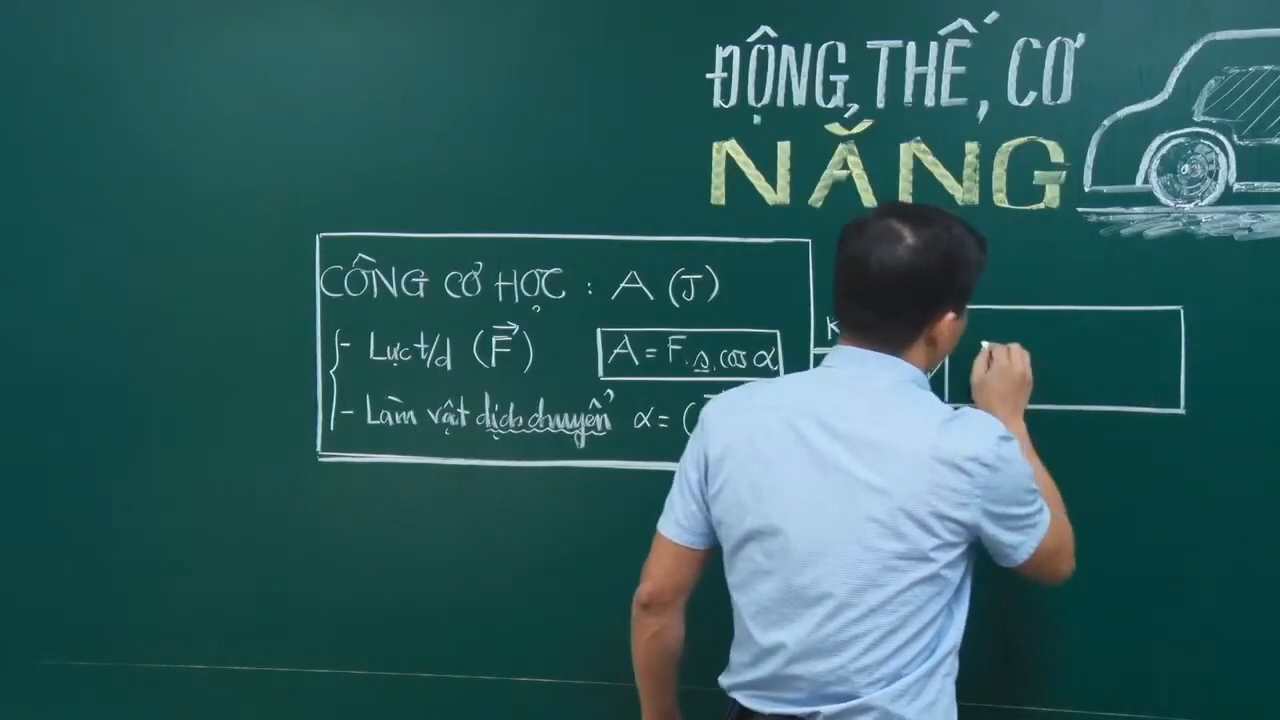 ĐỘNG, THẾ, CƠ
NĂNG
CÔNG CƠ HỌC : A (J)
- Lực t/d (F⃗)
A = F. s. cos α
- Làm vật dịch chuyển α = (
K